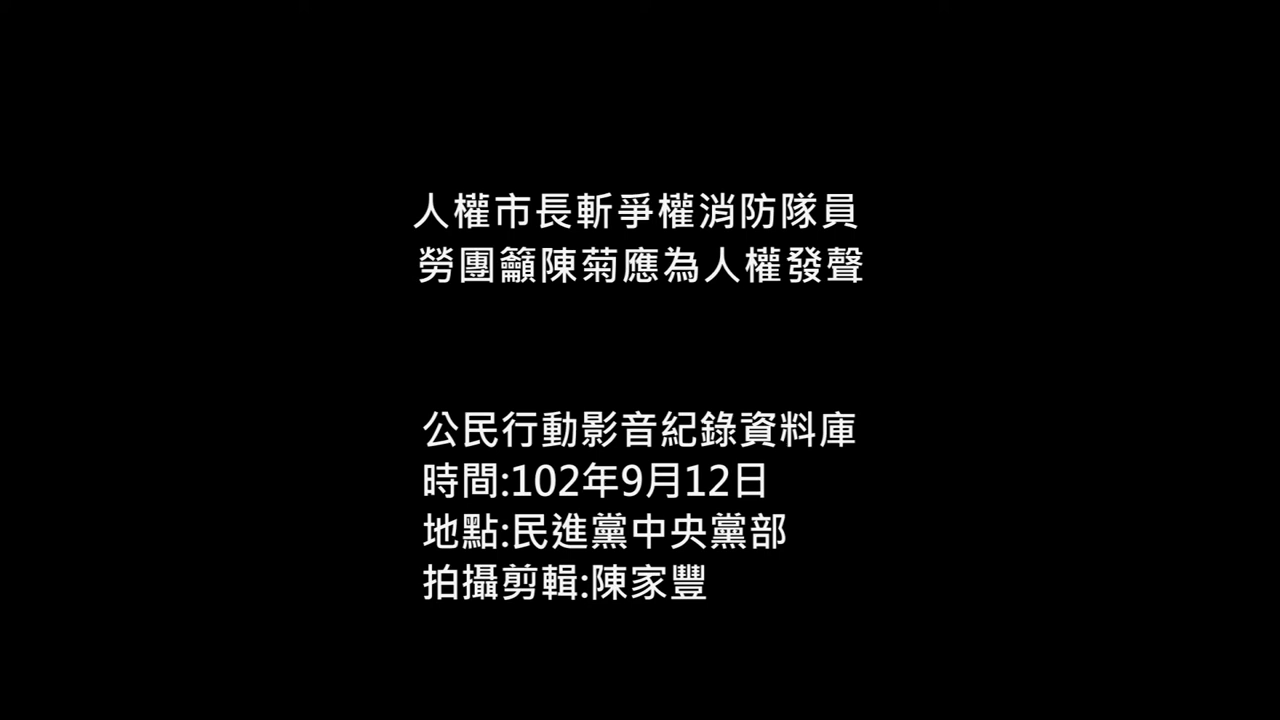 人權市長斬爭權消防隊員
勞團籲陳菊應為人權發聲
公民行動影音紀錄資料庫
時間:102年9月12日
地點:民進黨中央黨部
拍攝剪輯:陳家豐